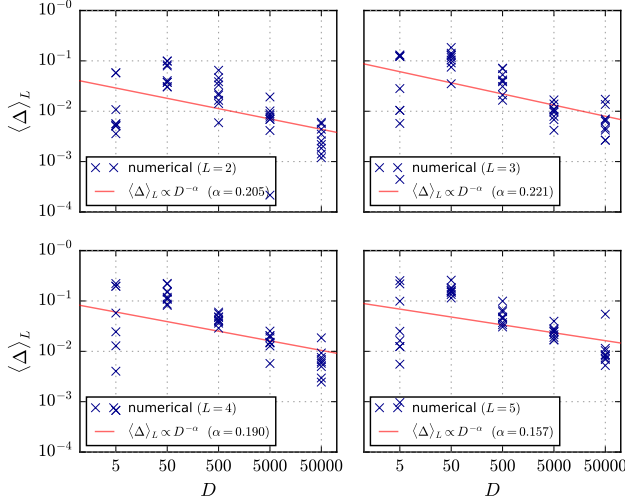 10⁻⁰
10⁻¹
10⁻²
10⁻³
10⁻⁴
⟨Δ⟩_L
numerical (L = 2)
⟨Δ⟩_L ∝ D^{−α} (α = 0.205)
numerical (L = 3)
⟨Δ⟩_L ∝ D^{−α} (α = 0.221)
10⁻⁰
10⁻¹
10⁻²
10⁻³
10⁻⁴
⟨Δ⟩_L
numerical (L = 4)
⟨Δ⟩_L ∝ D^{−α} (α = 0.190)
5 50 500 5000 50000
D
numerical (L = 5)
⟨Δ⟩_L ∝ D^{−α} (α = 0.157)
5 50 500 5000 50000
D